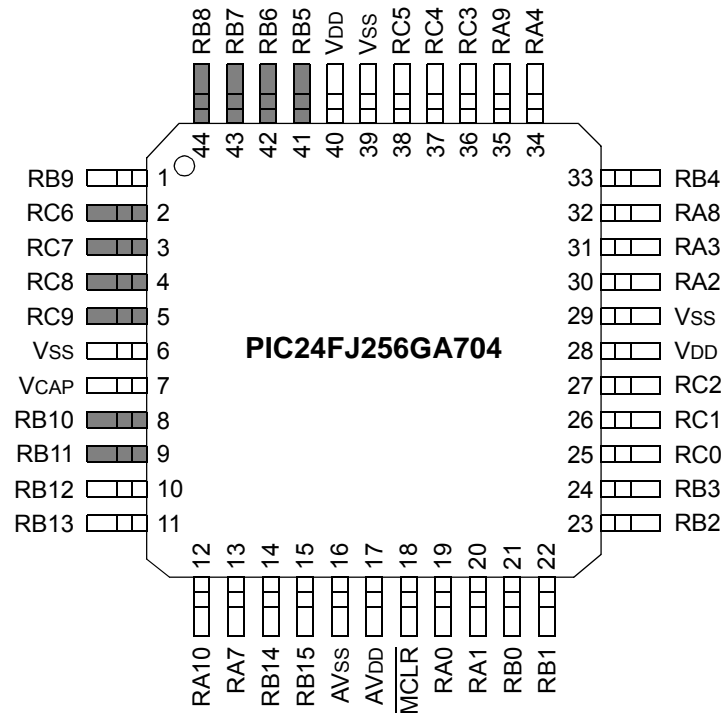 RB8 RB7 RB6 RB5 VDD VSS RC5 RC4 RC3 RA9 RA4
44 43 42 41 40 39 38 37 36 35 34
RB9 1 33 RB4
RC6 2 32 RA8
RC7 3 31 RA3
RC8 4 30 RA2
RC9 5 29 VSS
VSS 6 PIC24FJ256GA704 28 VDD
VCAP 7 27 RC2
RB10 8 26 RC1
RB11 9 25 RC0
RB12 10 24 RB3
RB13 11 23 RB2
12 13 14 15 16 17 18 19 20 21 22
RA10 RA7 RB14 RB15 AVSS AVDD MCLR RA0 RA1 RB0 RB1